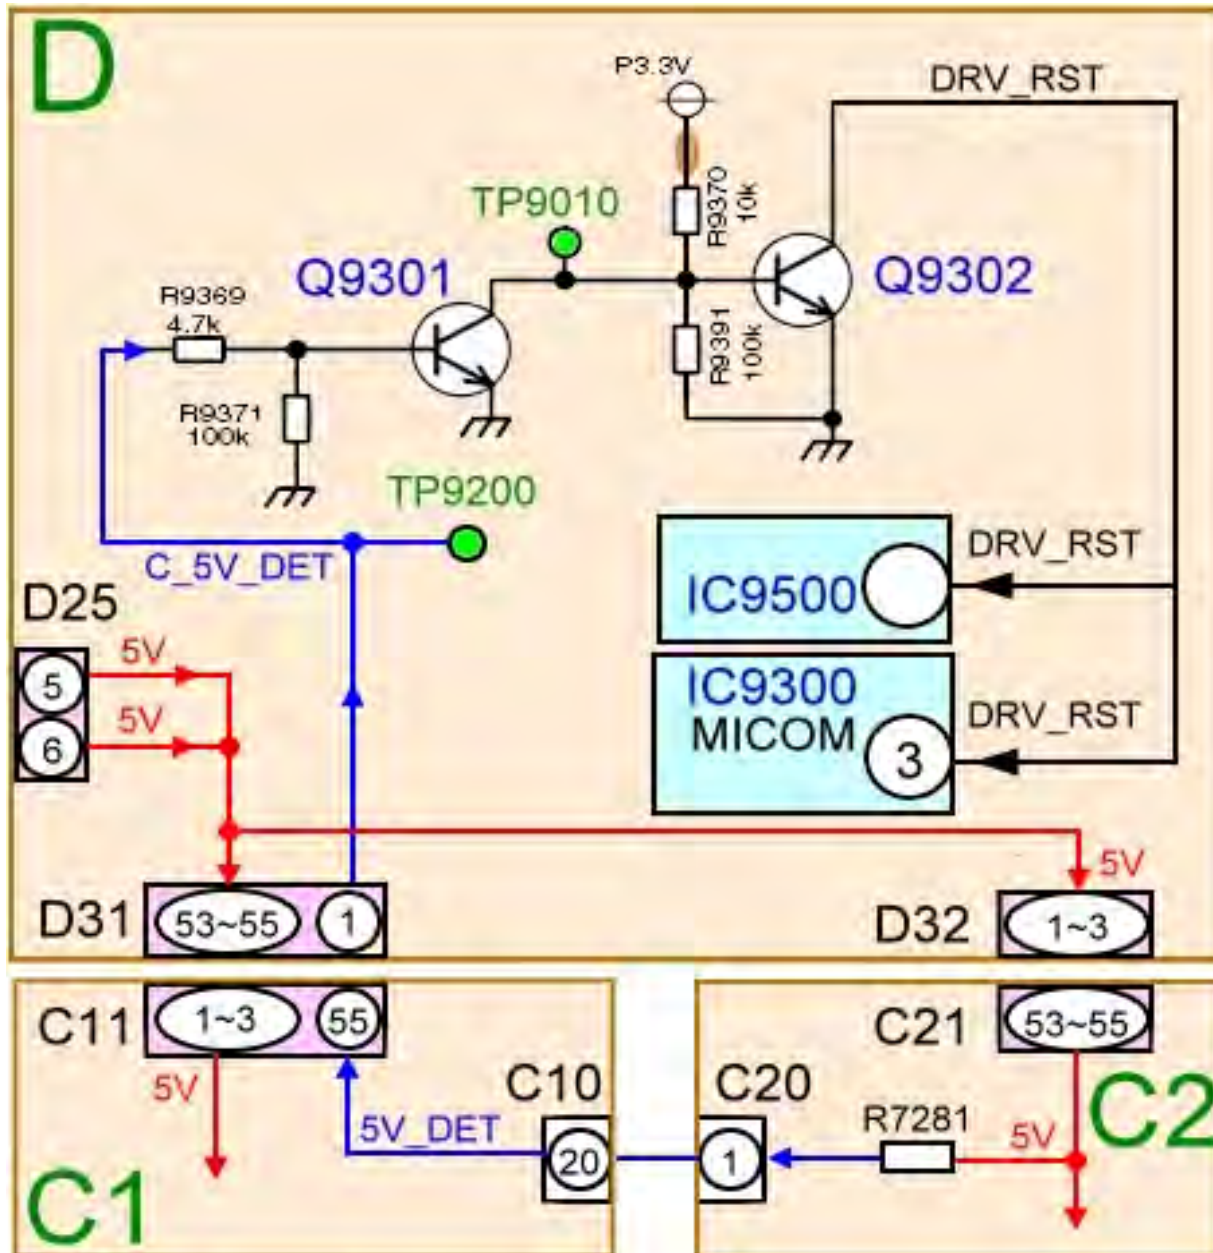 D
P3.3V
DRV_RST
TP9010
R9370
10k
Q9301
Q9302
R9369
4.7k
R9391
100k
R9371
100k
TP9200
C_5V_DET
IC9500
DRV_RST
D25
5V
5
5V
6
IC9300
MICOM
3
DRV_RST
5V
D31
53~55
1
D32
1~3
C11
1~3
55
C21
53~55
5V
C10
C20
R7281
C2
5V_DET
20
1
5V
C1